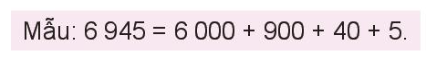 Mẫu: 6 945 = 6 000 + 900 + 40 + 5.